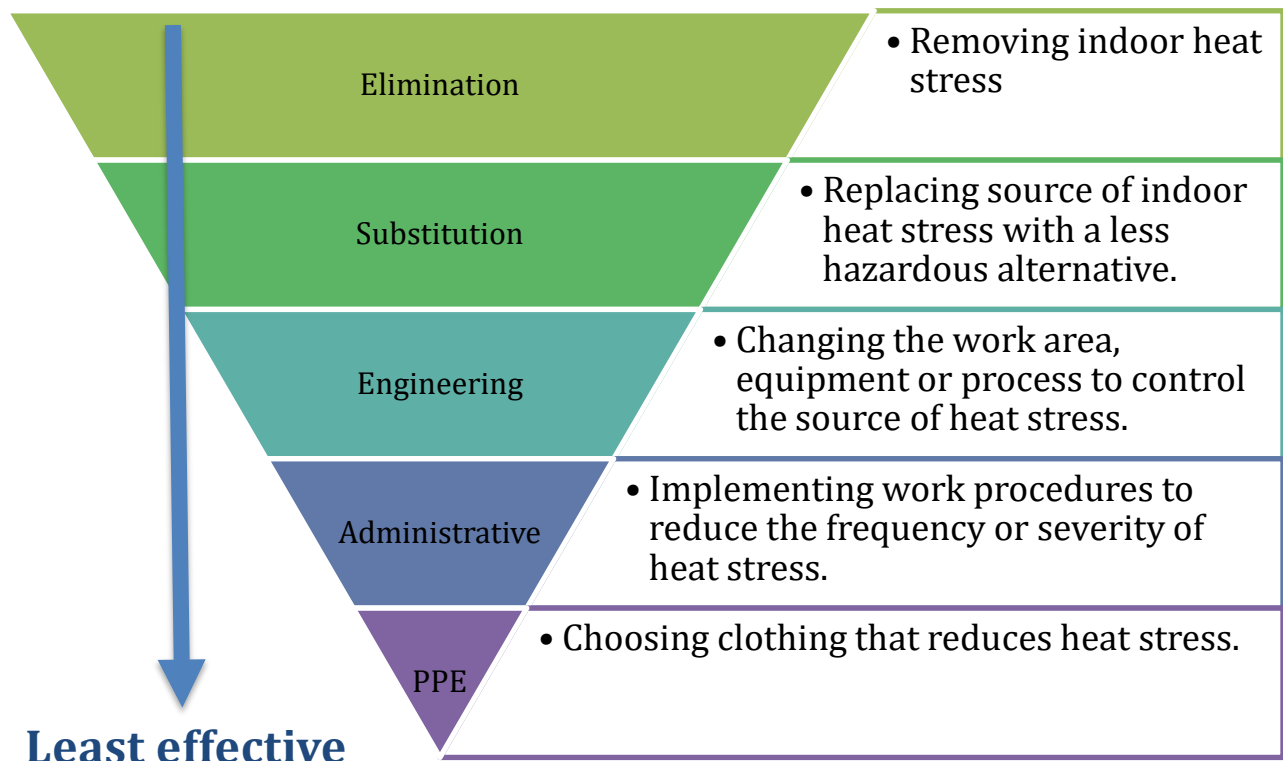 Elimination
• Removing indoor heat
stress
Substitution
• Replacing source of indoor
heat stress with a less
hazardous alternative.
Engineering
• Changing the work area,
equipment or process to control
the source of heat stress.
Administrative
• Implementing work procedures to
reduce the frequency or severity of
heat stress.
PPE
• Choosing clothing that reduces heat stress.
Least effective